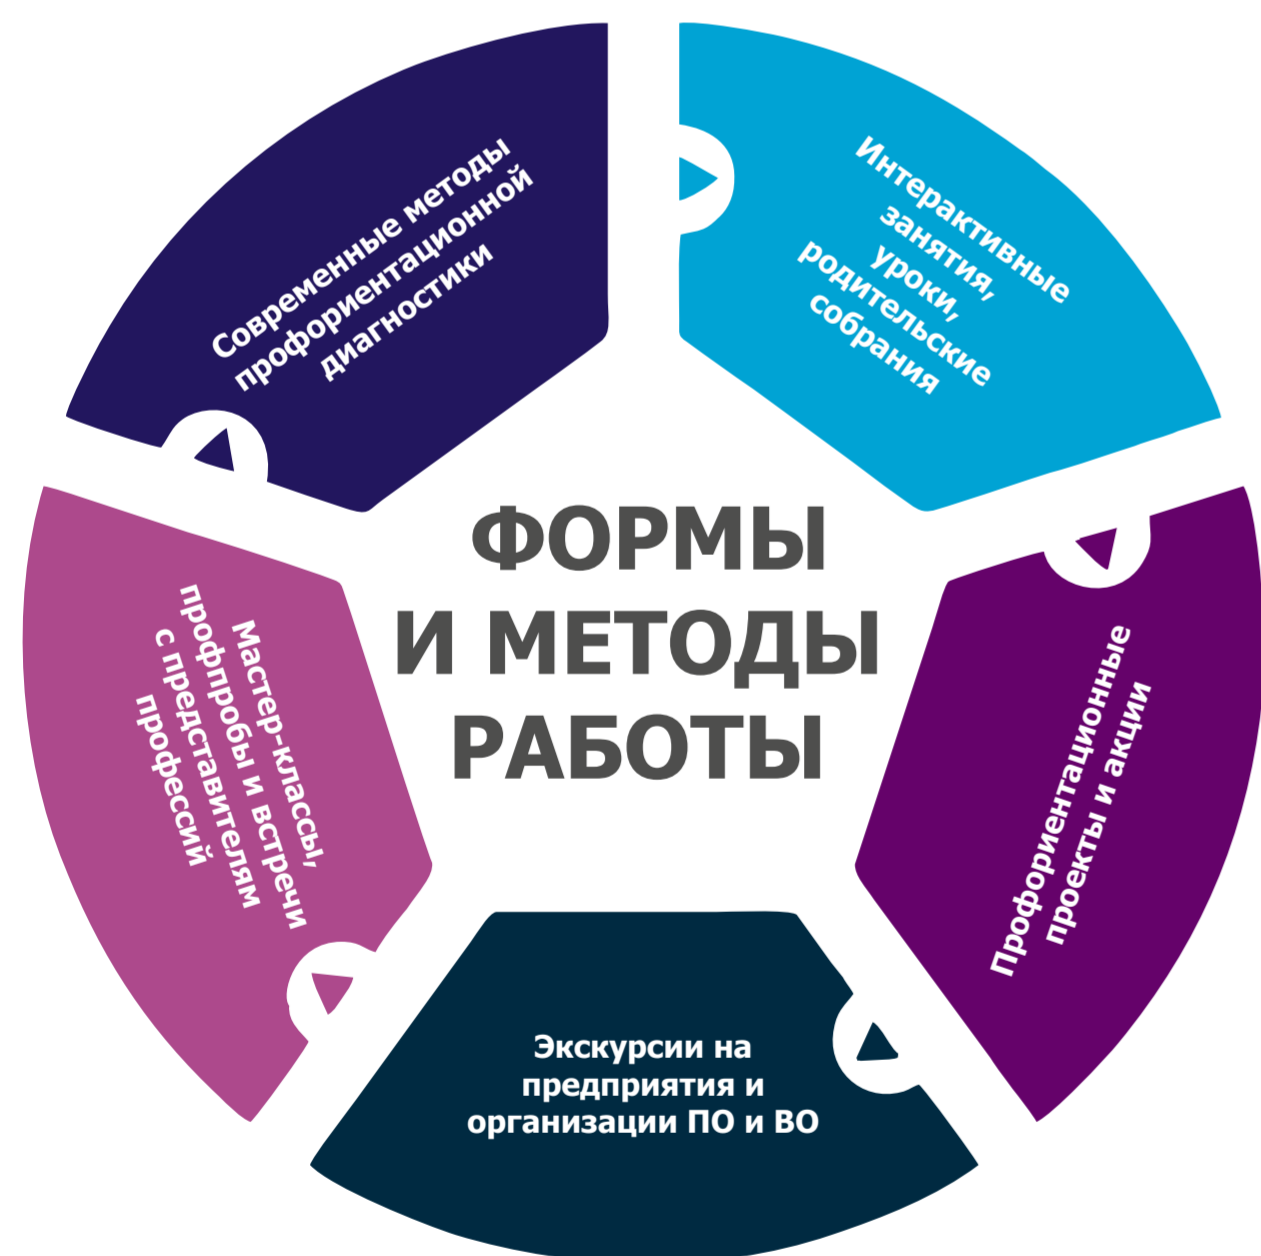 Современные методы
профориентационной
диагностики
Интерактивные
занятия,
уроки,
родительские
собрания
ФОРМЫ
И МЕТОДЫ
РАБОТЫ
Профориентационные
проекты и акции
Мастер-классы,
профпробы и встречи
с представителям
профессий
Экскурсии на
предприятия и
организации ПО и ВО